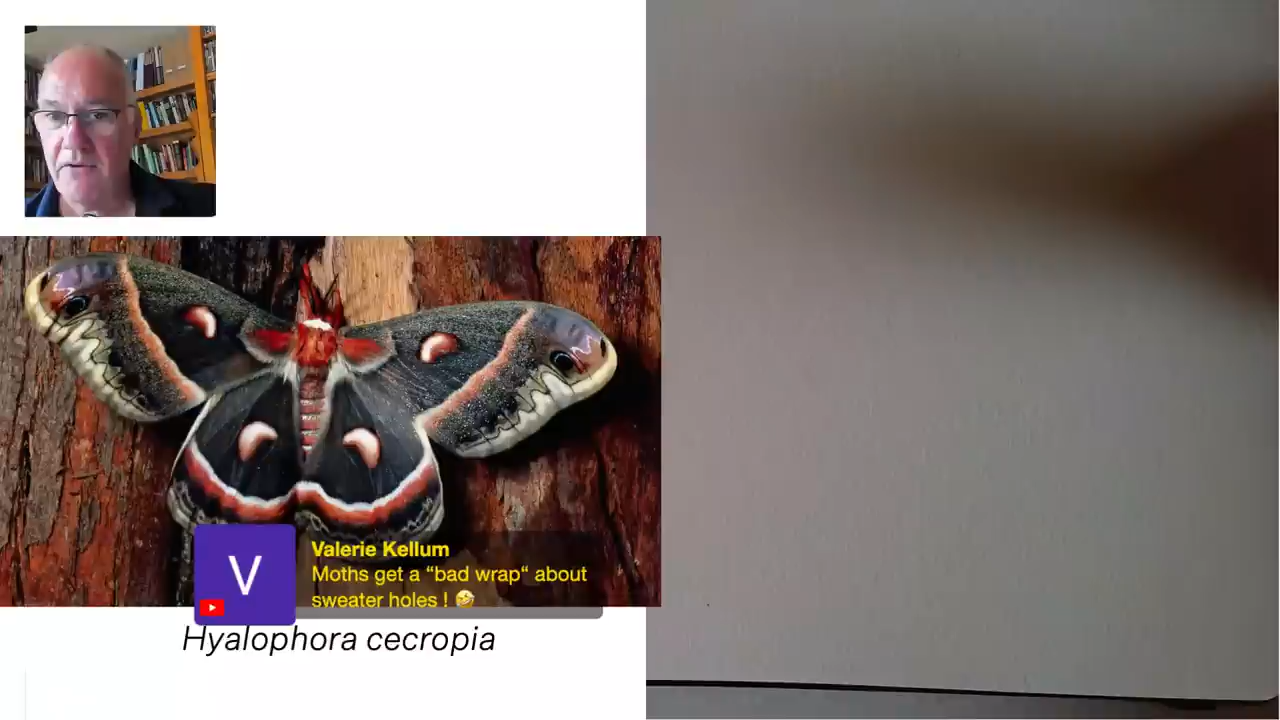 V
Valerie Kellum
Moths get a “bad wrap“ about
sweater holes ! 🤣
Hyalophora cecropia